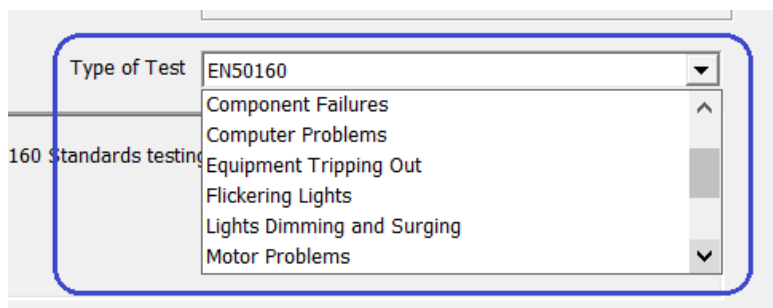 Type of Test EN50160
Component Failures
Computer Problems
160 Standards testing
Equipment Tripping Out
Flickering Lights
Lights Dimming and Surging
Motor Problems